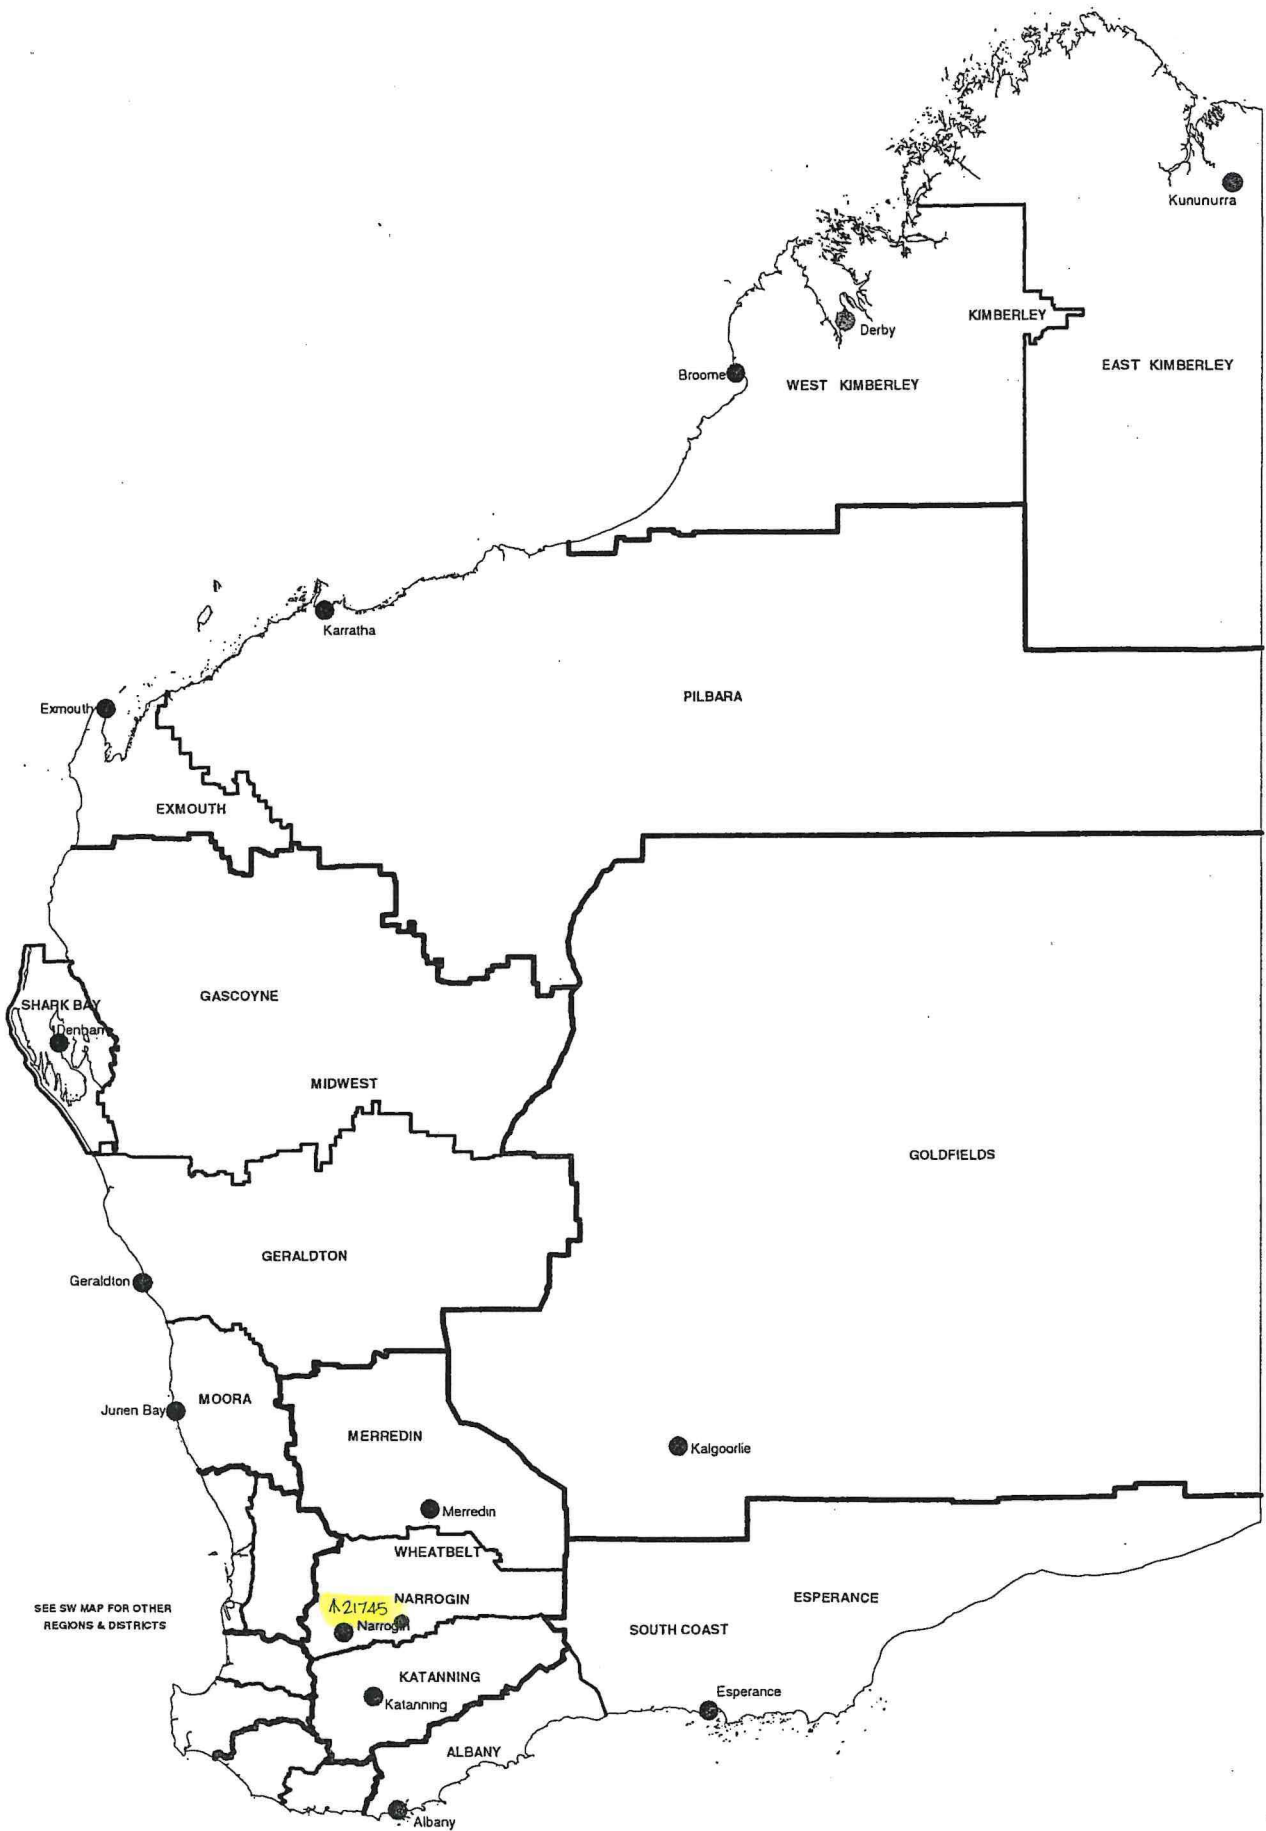 Kununurra
KIMBERLEY
Derby
EAST KIMBERLEY
Broome
WEST KIMBERLEY
Karratha
PILBARA
Exmouth
EXMOUTH
GASCOYNE
SHARK BAY
Denham
MIDWEST
GOLDFIELDS
GERALDTON
Geraldton
MOORA
Jurien Bay
MERREDIN
Kalgoorlie
Merredin
WHEATBELT
NARROGIN
ESPERANCE
21745
SEE SW MAP FOR OTHER
REGIONS & DISTRICTS
Narrogin
SOUTH COAST
KATANNING
Katanning
Esperance
ALBANY
Albany